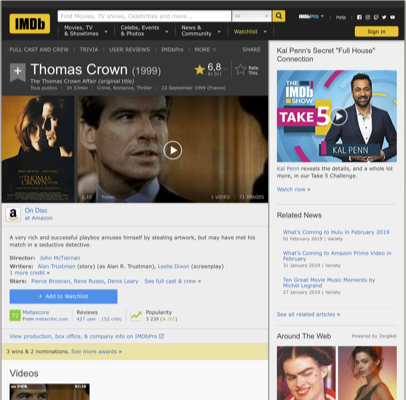 IMDb
Find Movies, TV shows, Celebrities and more...
All
IMDbPro
Help
Movies, TV & Showtimes
Celebs, Events & Photos
News & Community
Watchlist
Sign in
FULL CAST AND CREW | TRIVIA | USER REVIEWS | IMDbPro | MORE
SHARE
Thomas Crown (1999)
The Thomas Crown Affair (original title)
Tous publics | 1h 53min | Crime, Romance, Thriller | 22 September 1999 (France)
6,8
Rate This
THOMAS CROWN
Trailer
1 VIDEO | 71 IMAGES
On Disc
at Amazon
A very rich and successful playboy amuses himself by stealing artwork, but may have met his
match in a seductive detective.
Director: John McTiernan
Writers: Alan Trustman (story) (as Alan R. Trustman), Leslie Dixon (screenplay) |
1 more credit »
Stars: Pierce Brosnan, Rene Russo, Denis Leary | See full cast & crew »
+ Add to Watchlist
Metascore
From metacritic.com
Reviews
427 user | 152 critic
Popularity
View production, box office, & company info on IMDbPro
3 wins & 2 nominations. See more awards »
Videos
Kal Penn's Secret "Full House"
Connection
THE IMDb SHOW
TAKE 5
KAL PENN
Kal Penn reveals the details, and a whole
lot more, in our Take 5 Challenge.
Watch now »
Related News
What's Coming to Hulu in February 2019
01 February 2019 | Variety
What's Coming to Amazon Prime Video in
February
31 January 2019 | Variety
Ten Great Movie Music Moments by
Michel Legrand
27 January 2019 | Variety
See all related articles »
Around The Web
Powered by ZergNet